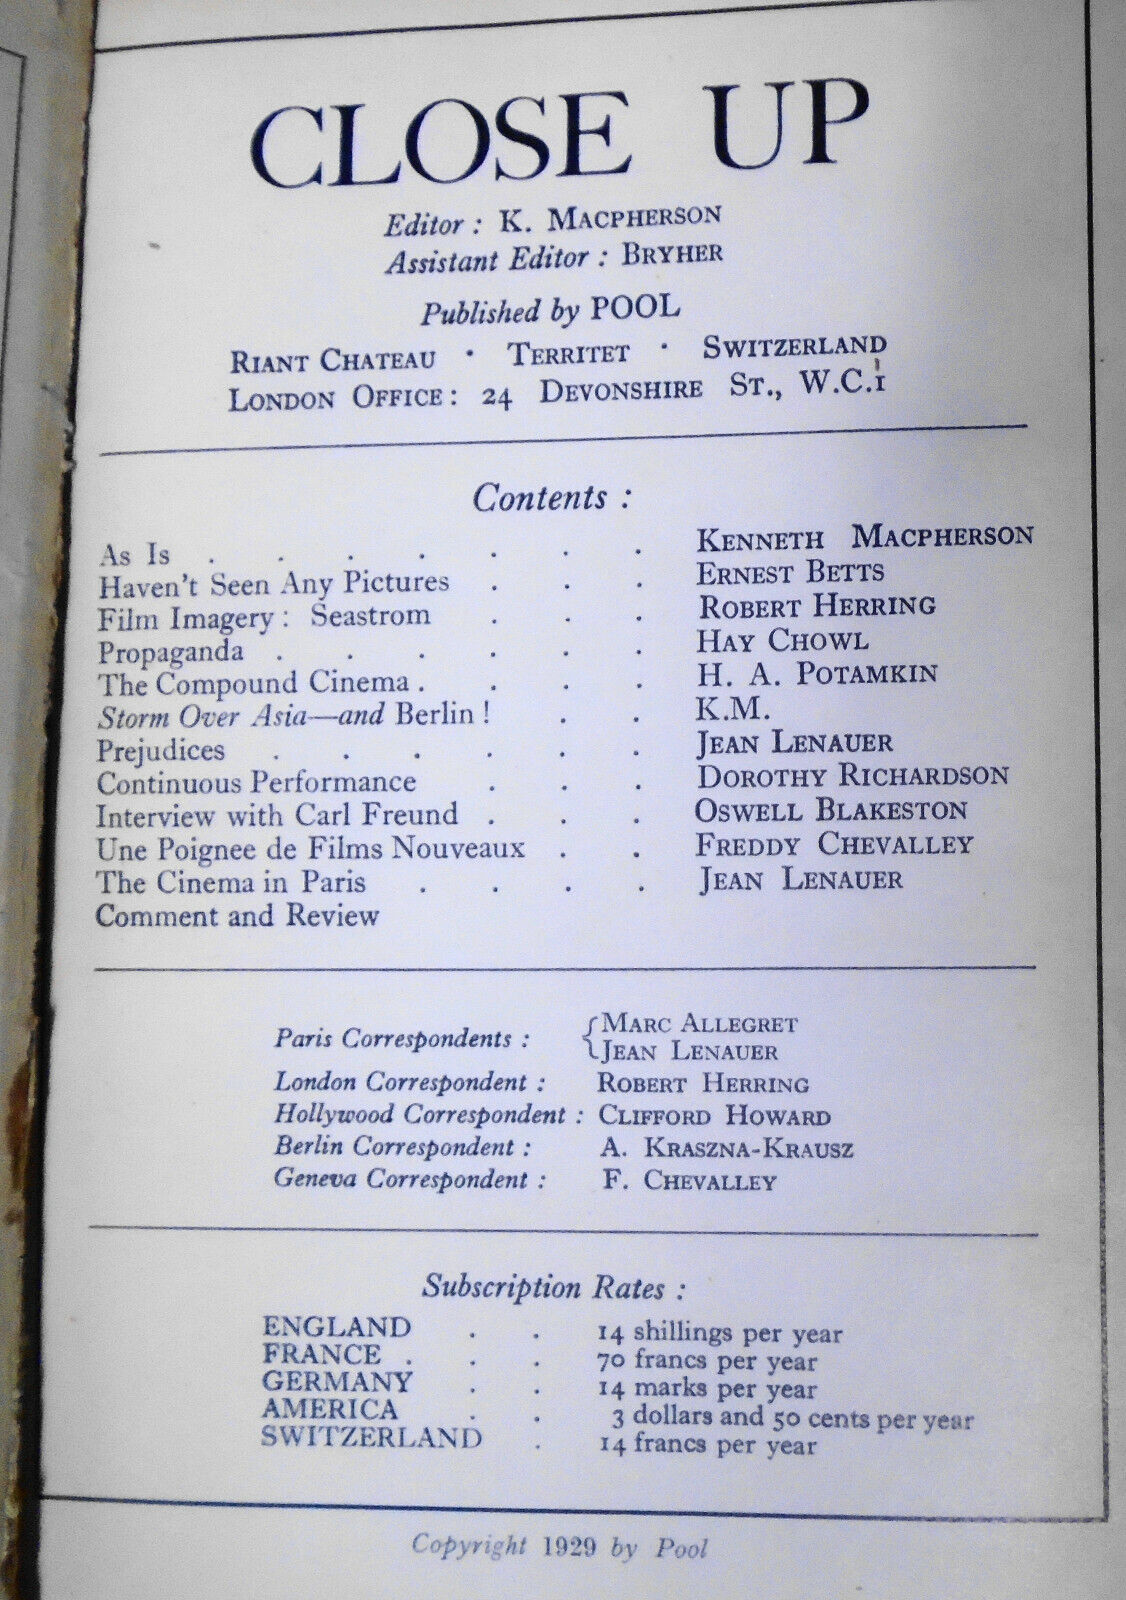 CLOSE UP
Editor : K. MACPHERSON
Assistant Editor : BRYHER
Published by POOL
RIANT CHATEAU · TERRITET · SWITZERLAND
LONDON OFFICE: 24 DEVONSHIRE ST., W.C.1
Contents :
As Is . . . . . . . KENNETH MACPHERSON
Haven't Seen Any Pictures . . . ERNEST BETTS
Film Imagery: Seastrom . . . ROBERT HERRING
Propaganda . . . . . . HAY CHOWL
The Compound Cinema . . . . H. A. POTAMKIN
Storm Over Asia—and Berlin ! . . K.M.
Prejudices . . . . . . JEAN LENAUER
Continuous Performance . . . DOROTHY RICHARDSON
Interview with Carl Freund . . . OSWELL BLAKESTON
Une Poignee de Films Nouveaux . . FREDDY CHEVALLEY
The Cinema in Paris . . . . JEAN LENAUER
Comment and Review
Paris Correspondents : { MARC ALLEGRET
JEAN LENAUER
London Correspondent : ROBERT HERRING
Hollywood Correspondent : CLIFFORD HOWARD
Berlin Correspondent : A. KRASZNA-KRAUSZ
Geneva Correspondent : F. CHEVALLEY
Subscription Rates :
ENGLAND . . 14 shillings per year
FRANCE . . . 70 francs per year
GERMANY . . 14 marks per year
AMERICA . . 3 dollars and 50 cents per year
SWITZERLAND . 14 francs per year
Copyright 1929 by Pool